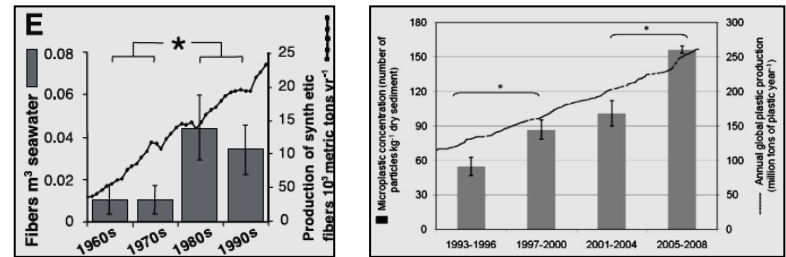 E
Fibers m³ seawater
0.08
0.06
0.04
0.02
0
*
25
20
15
10
50
0
Production of synth etic
fibers 10³ metric tons yr⁻¹
1960s
1970s
1980s
1990s
Microplastic concentration (number of
particles kg⁻¹ dry sediment)
180
150
120
90
60
30
0
*
*
300
250
200
150
100
50
0
Annual global plastic production
(million tons of plastic year⁻¹)
1993-1996
1997-2000
2001-2004
2005-2008